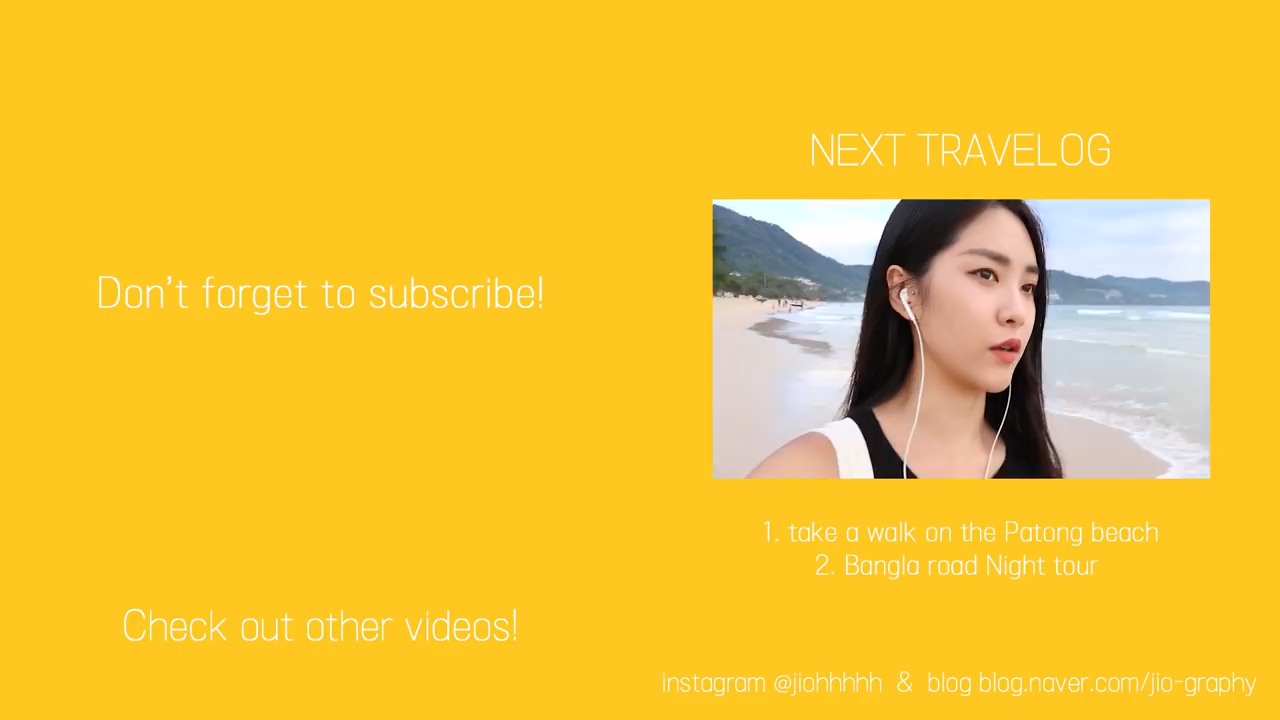 NEXT TRAVELOG
Don't forget to subscribe!
1. take a walk on the Patong beach
2. Bangla road Night tour
Check out other videos!
instagram @jiohhhhh & blog blog.naver.com/jio-graphy